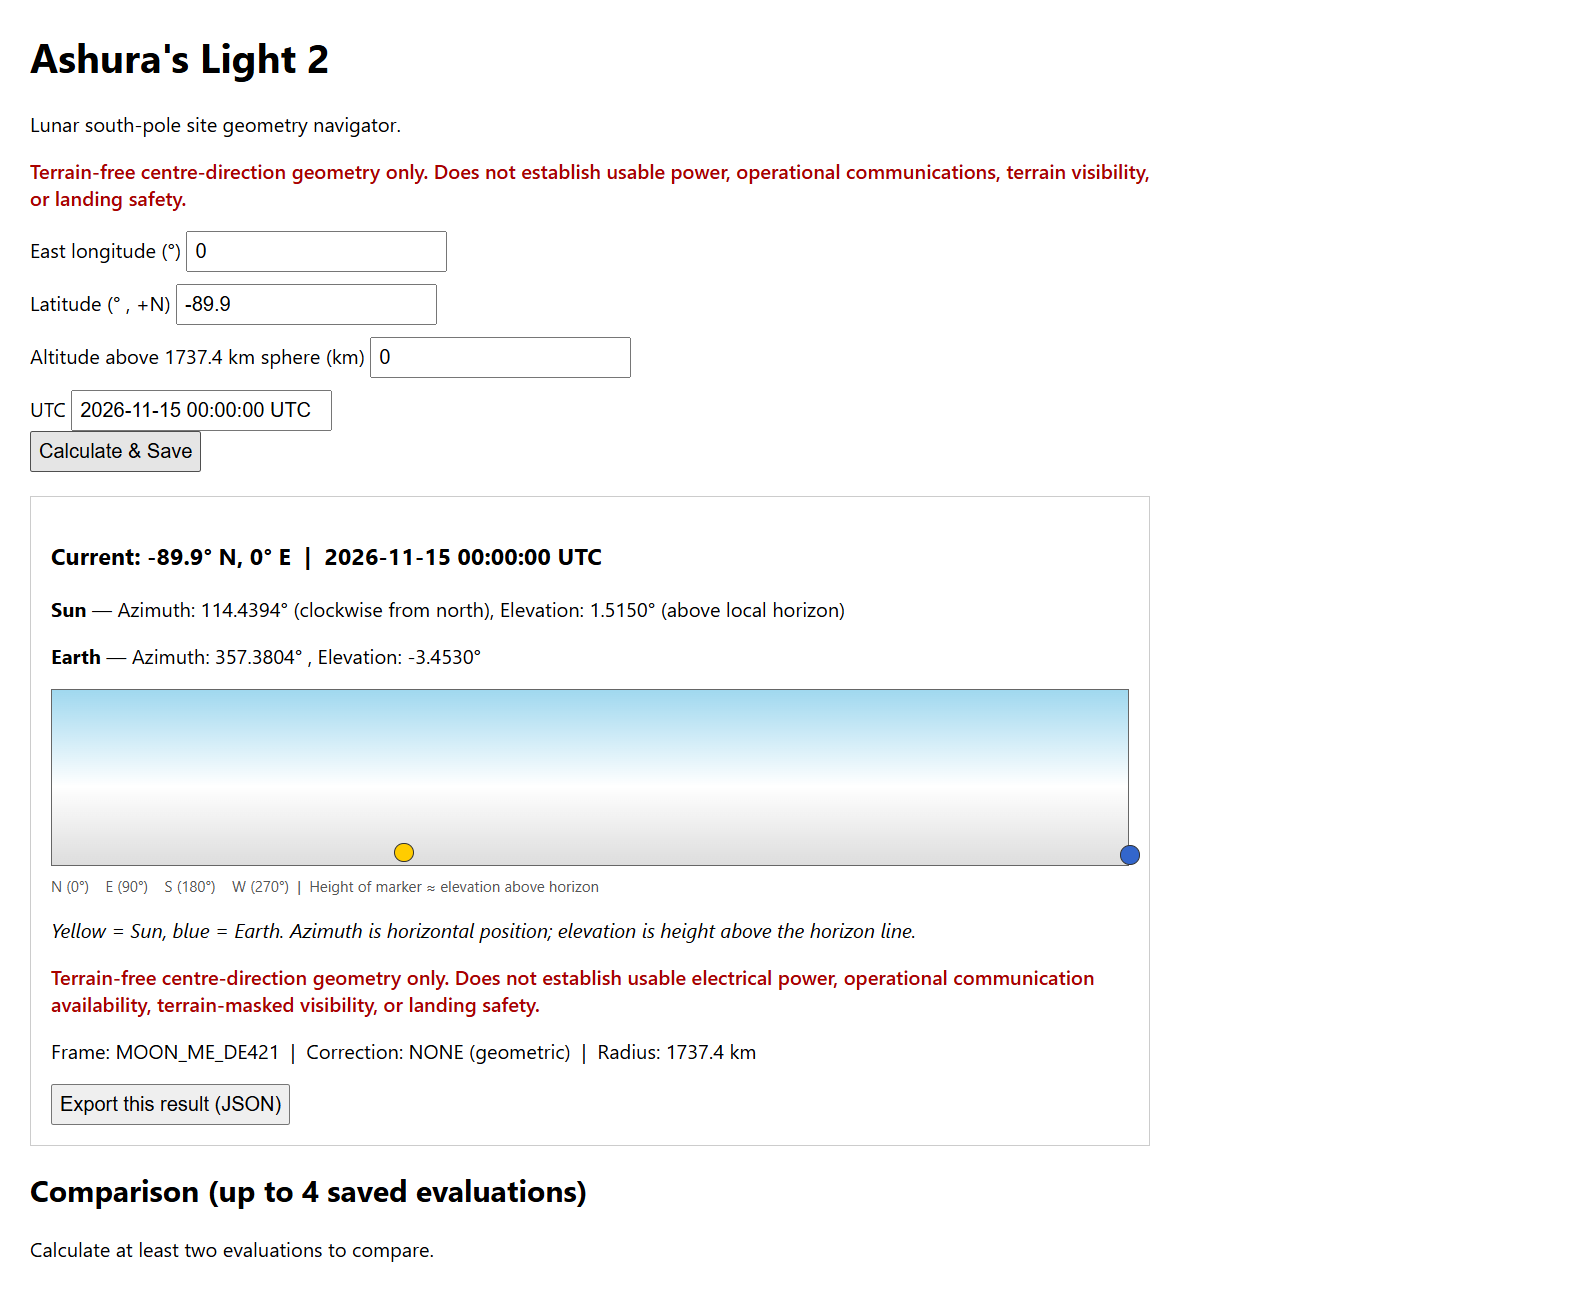 Ashura's Light 2
Lunar south-pole site geometry navigator.
Terrain-free centre-direction geometry only. Does not establish usable power, operational communications, terrain visibility,
or landing safety.
East longitude (°) 0
Latitude (° , +N) -89.9
Altitude above 1737.4 km sphere (km) 0
UTC 2026-11-15 00:00:00 UTC
Calculate & Save
Current: -89.9° N, 0° E | 2026-11-15 00:00:00 UTC
Sun — Azimuth: 114.4394° (clockwise from north), Elevation: 1.5150° (above local horizon)
Earth — Azimuth: 357.3804° , Elevation: -3.4530°
N (0°) E (90°) S (180°) W (270°) | Height of marker ≈ elevation above horizon
Yellow = Sun, blue = Earth. Azimuth is horizontal position; elevation is height above the horizon line.
Terrain-free centre-direction geometry only. Does not establish usable electrical power, operational communication
availability, terrain-masked visibility, or landing safety.
Frame: MOON_ME_DE421 | Correction: NONE (geometric) | Radius: 1737.4 km
Export this result (JSON)
Comparison (up to 4 saved evaluations)
Calculate at least two evaluations to compare.